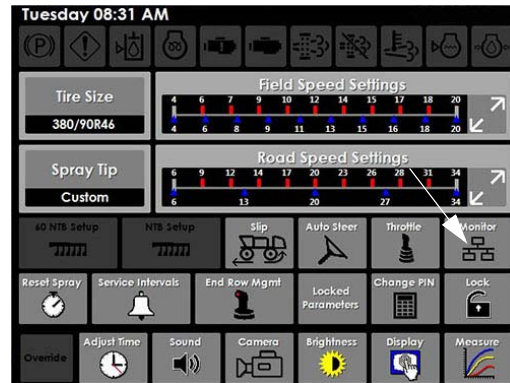 Tuesday 08:31 AM
Tire Size
380/90R46
Field Speed Settings
4 6 7 9 10 12 14 15 17 18 20
4 6 8 9 11 13 15 16 18 20
Spray Tip
Custom
Road Speed Settings
6 9 12 14 17 20 23 26 28 31 34
6 13 20 27 34
60 NTB Setup
NTB Setup
Slip
Auto Steer
Throttle
Monitor
Reset Spray
Service Intervals
End Row Mgmt
Locked
Parameters
Change PIN
Lock
Override
Adjust Time
Sound
Camera
Brightness
Display
Measure